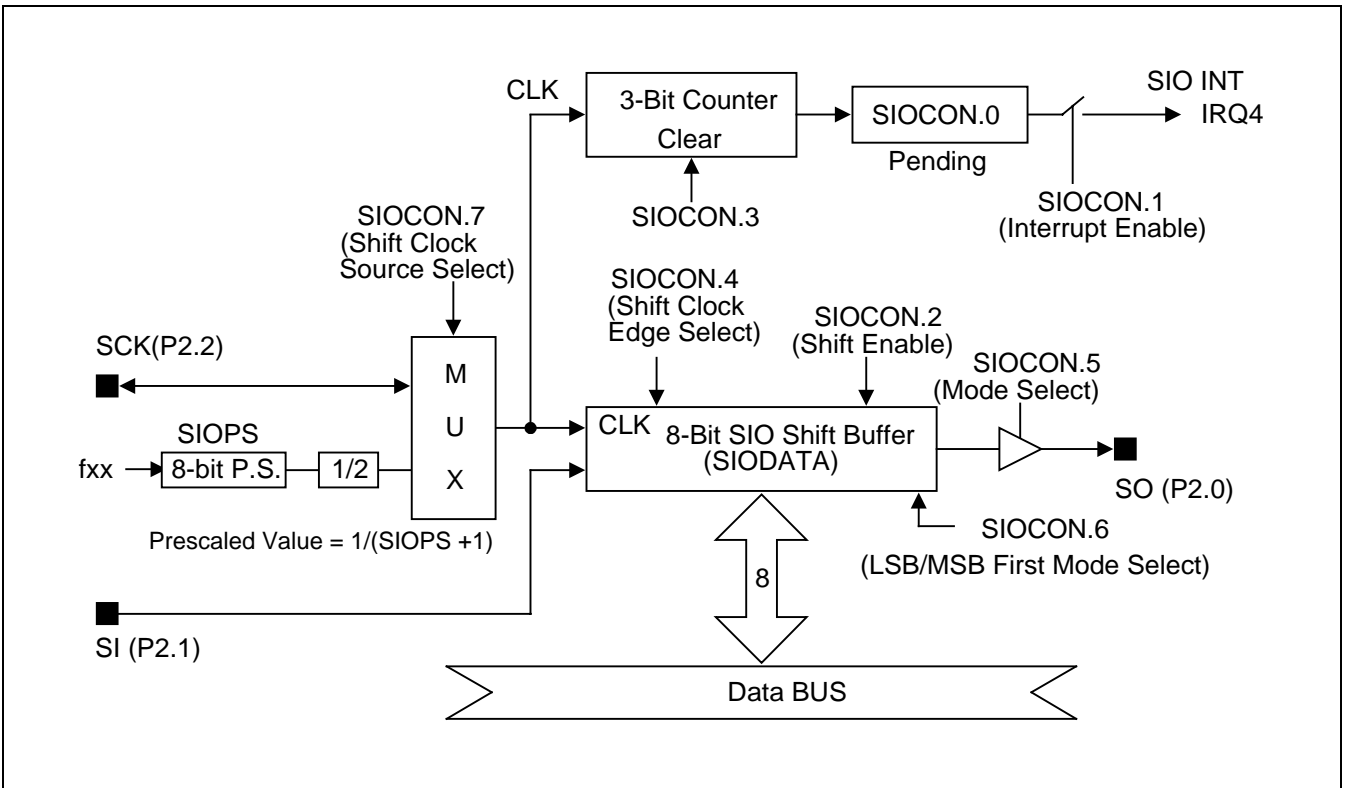 SIO INT
IRQ4
CLK
3-Bit Counter
Clear
SIOCON.0
Pending
SIOCON.1
(Interrupt Enable)
SIOCON.3
SIOCON.7
(Shift Clock
Source Select)
SIOCON.4
(Shift Clock
Edge Select)
SIOCON.2
(Shift Enable)
SIOCON.5
(Mode Select)
SCK(P2.2)
M
U
X
CLK
8-Bit SIO Shift Buffer
(SIODATA)
SIOPS
fxx
8-bit P.S.
1/2
SO (P2.0)
Prescaled Value = 1/(SIOPS +1)
SIOCON.6
(LSB/MSB First Mode Select)
8
SI (P2.1)
Data BUS